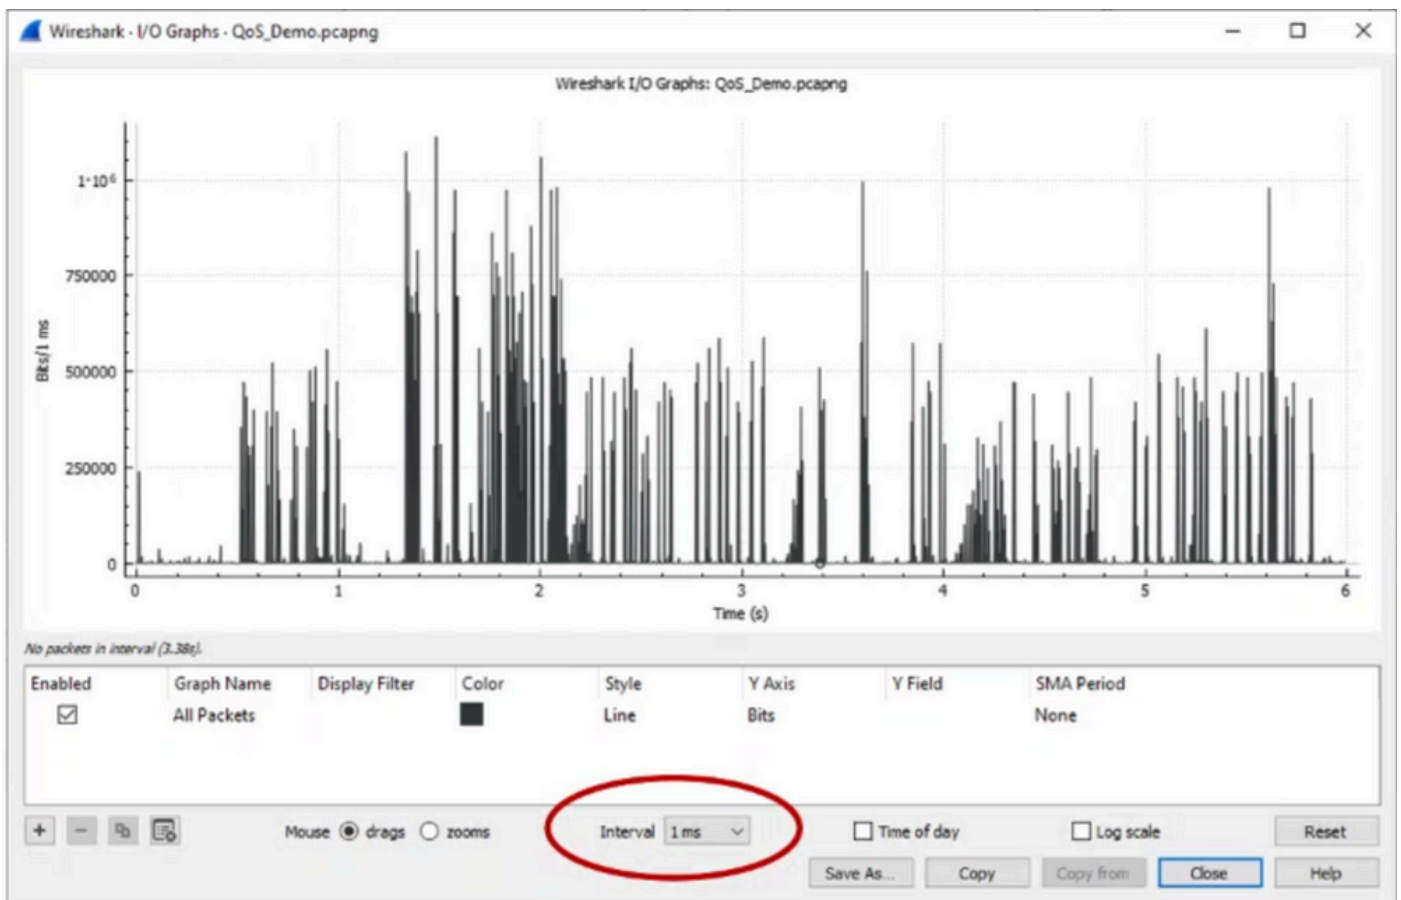 Wireshark · I/O Graphs · QoS_Demo.pcapng
Wireshark I/O Graphs: QoS_Demo.pcapng
1·10⁶
750000
500000
250000
0
Bits/1 ms
0 1 2 3 4 5 6
Time (s)
No packets in interval (3.38s).
Enabled Graph Name Display Filter Color Style Y Axis Y Field SMA Period
All Packets Line Bits None
Mouse drags zooms Interval 1 ms Time of day Log scale Reset
Save As... Copy Copy from Close Help